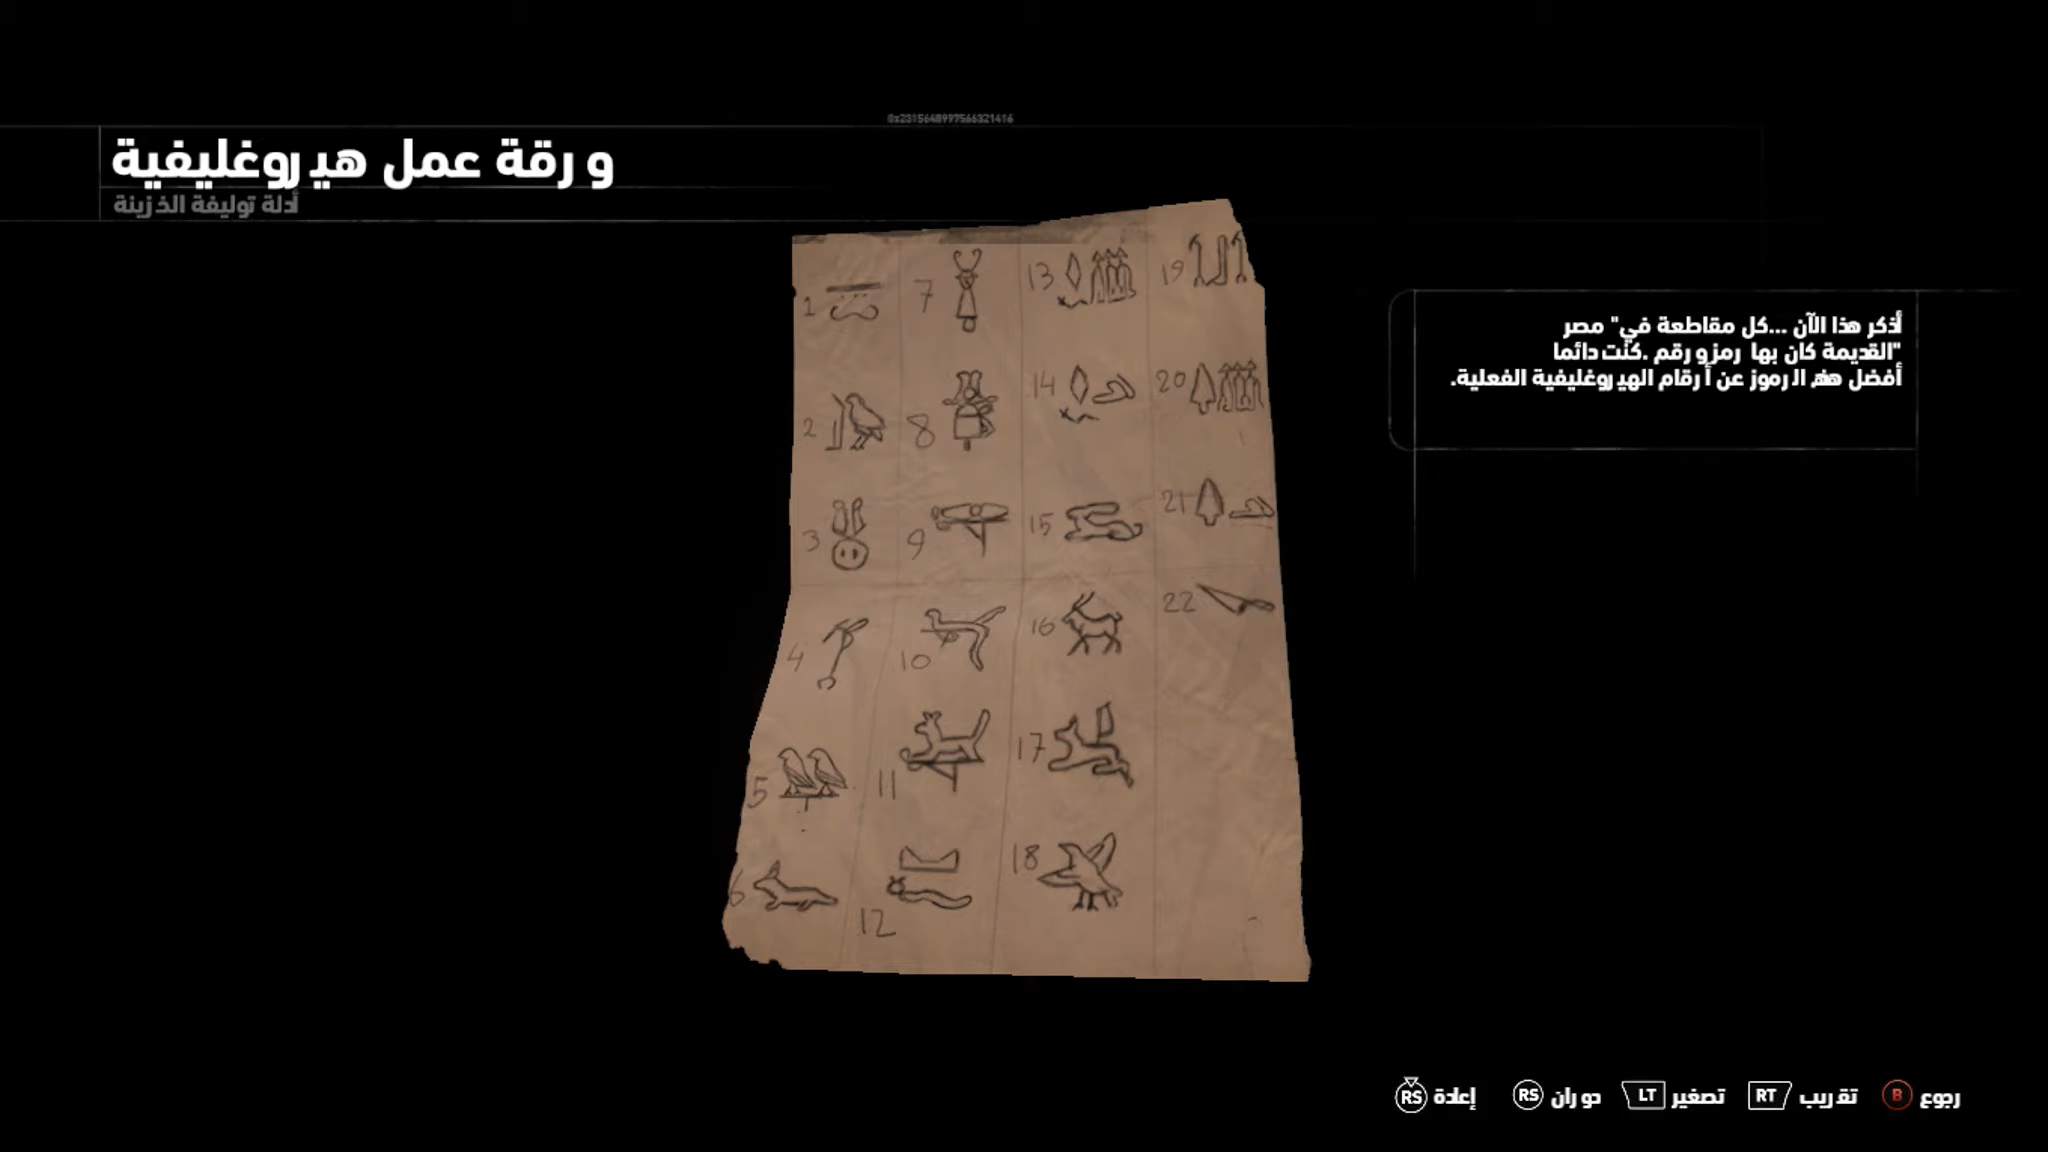 0x2315648997566321416
ورقة عمل هيروغليفية
أدلة توليفة الخزينة
أذكر هذا الآن ...كل مقاطعة في" مصر
"القديمة كان بها رمز و رقم .كنت دائما
أفضل هذه الرموز عن أرقام الهيروغليفية الفعلية.
1
2
3
4
5
6
7
8
9
10
11
12
13
14
15
16
17
18
19
20
21
22
رجوع B
تقريب RT
تصغير LT
دوران RS
إعادة RS